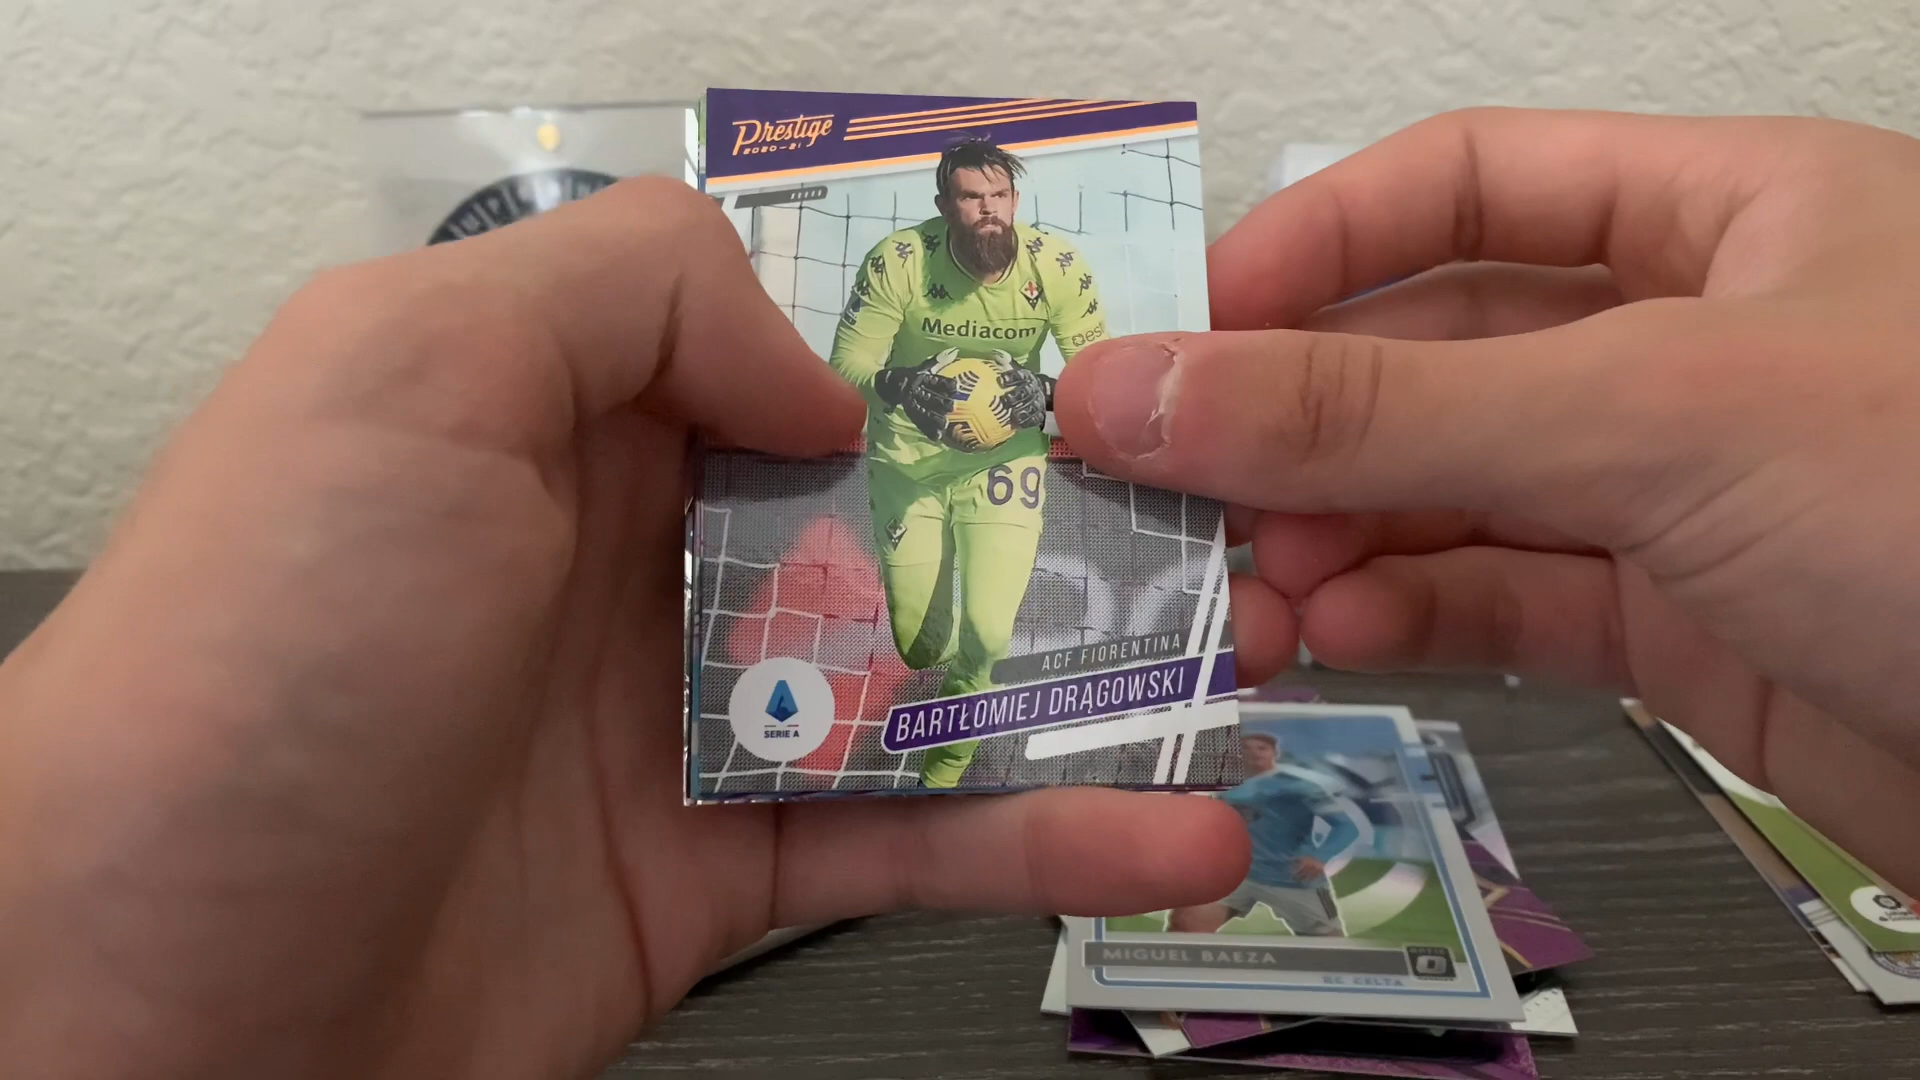 Prestige
2020-21
Mediacom
69
ACF FIORENTINA
BARTŁOMIEJ DRĄGOWSKI
SERIE A
MIGUEL BAEZA
RC CELTA